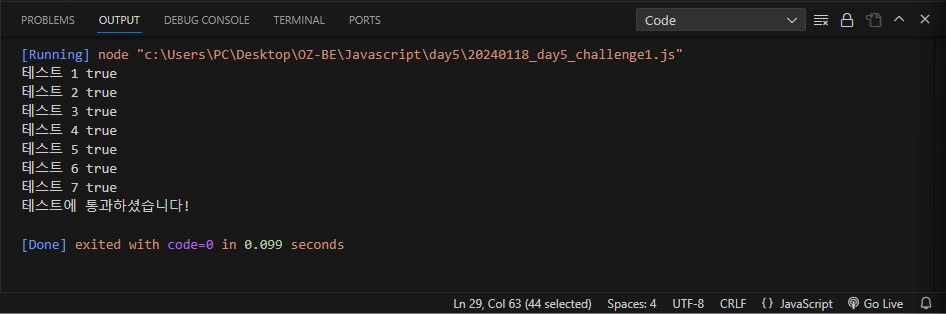 PROBLEMS OUTPUT DEBUG CONSOLE TERMINAL PORTS Code
[Running] node "c:\Users\PC\Desktop\OZ-BE\Javascript\day5\20240118_day5_challenge1.js"
테스트 1 true
테스트 2 true
테스트 3 true
테스트 4 true
테스트 5 true
테스트 6 true
테스트 7 true
테스트에 통과하셨습니다!
[Done] exited with code=0 in 0.099 seconds
Ln 29, Col 63 (44 selected) Spaces: 4 UTF-8 CRLF {} JavaScript Go Live